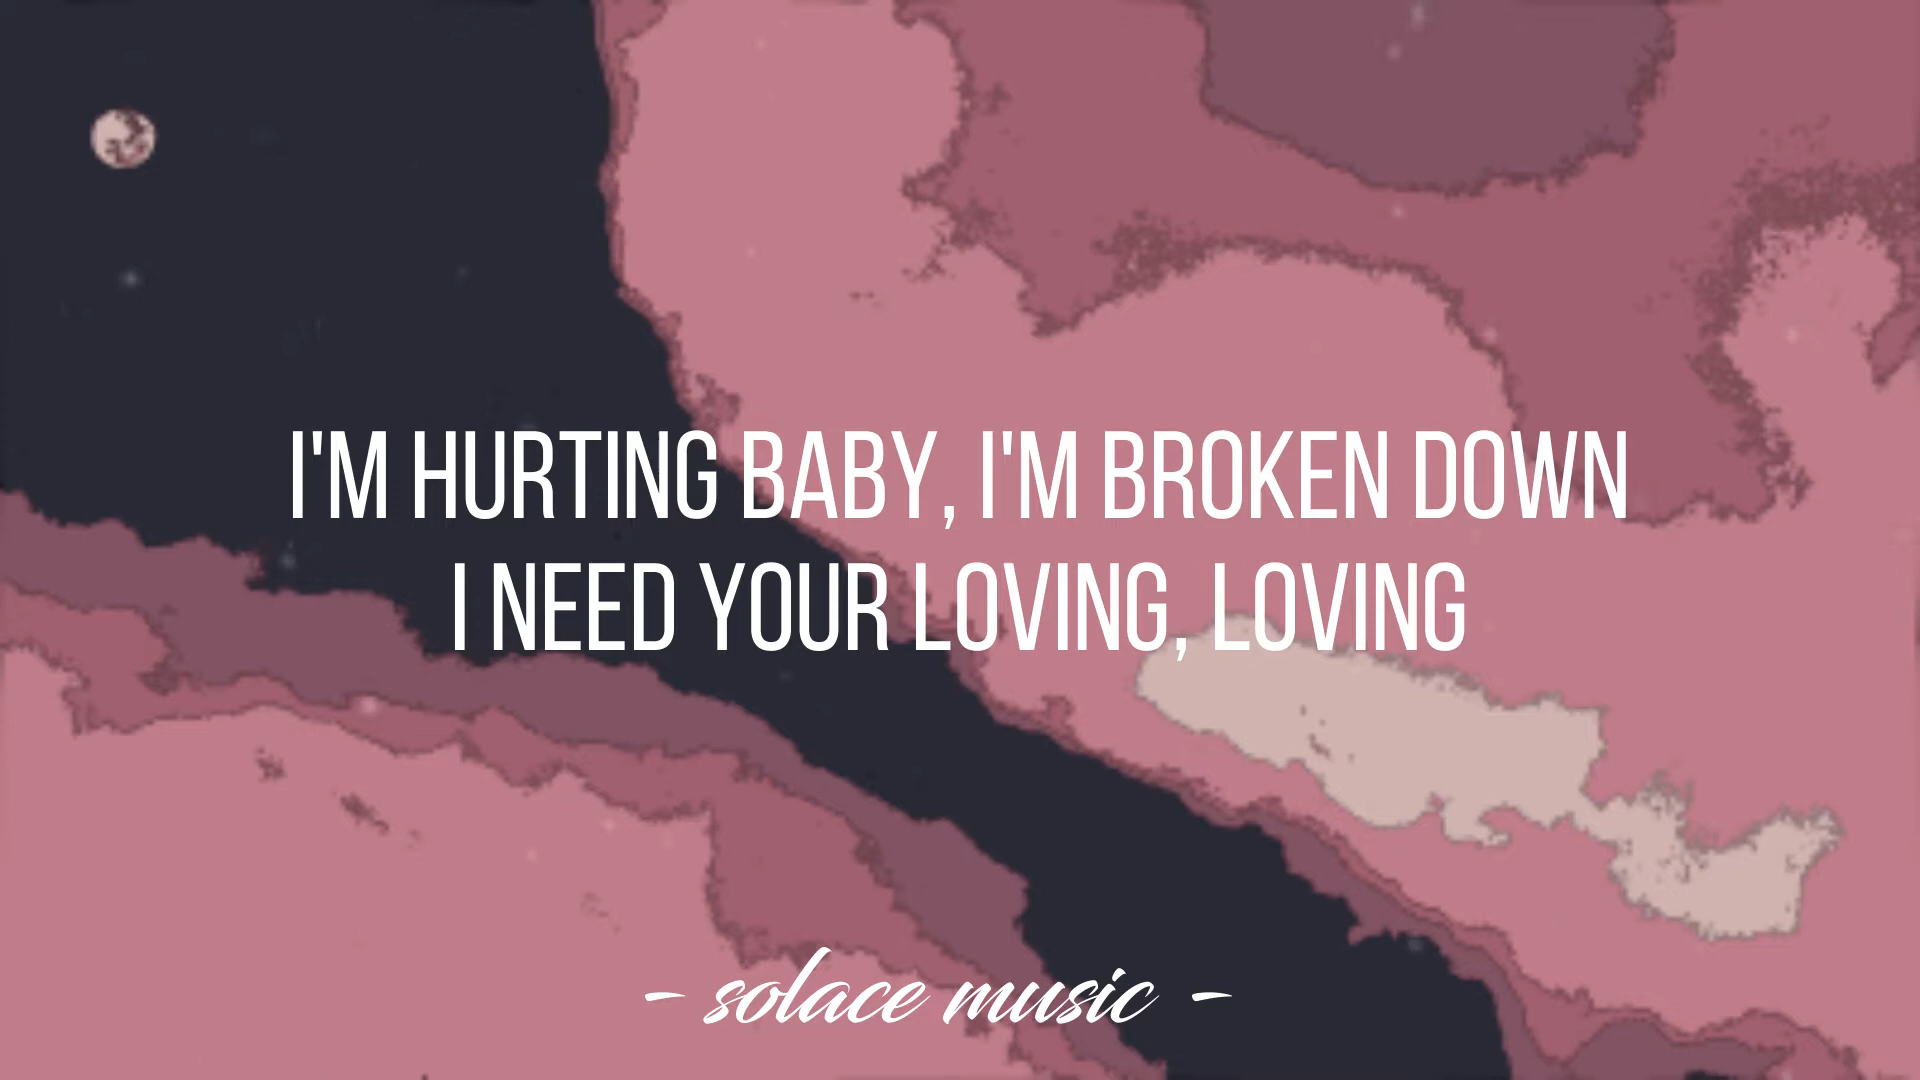 I'M HURTING BABY, I'M BROKEN DOWN
I NEED YOUR LOVING, LOVING
- solace music -